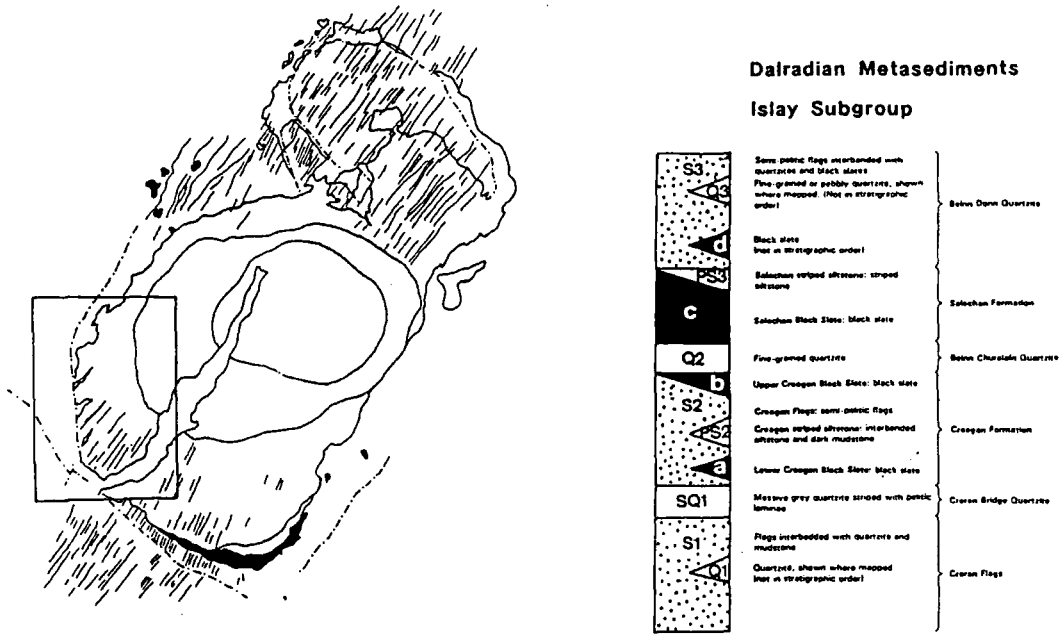 Dalradian Metasediments
Islay Subgroup
S3
Semi-pelitic flags interbanded with
quartzites and black slates
Q3
Fine-grained or pebbly quartzite, shown
where mapped. (Not in stratigraphic
order)
Beinn Donn Quartzite
d
Black slate
(not in stratigraphic order)
PS3
Salachan striped siltstone: striped
siltstone
c
Salachan Black Slate: black slate
Salachan Formation
Q2
Fine-grained quartzite
Beinn Churalain Quartzite
b
Upper Creagan Black Slate: black slate
S2
Creagan Flags: semi-pelitic flags
PS2
Creagan striped siltstone: interbanded
siltstone and dark mudstone
Creagan Formation
a
Lower Creagan Black Slate: black slate
SQ1
Massive grey quartzite striped with pelitic
laminae
Creran Bridge Quartzite
S1
Flags interbedded with quartzite and
mudstone
Q1
Quartzite, shown where mapped
(not in stratigraphic order)
Creran Flags